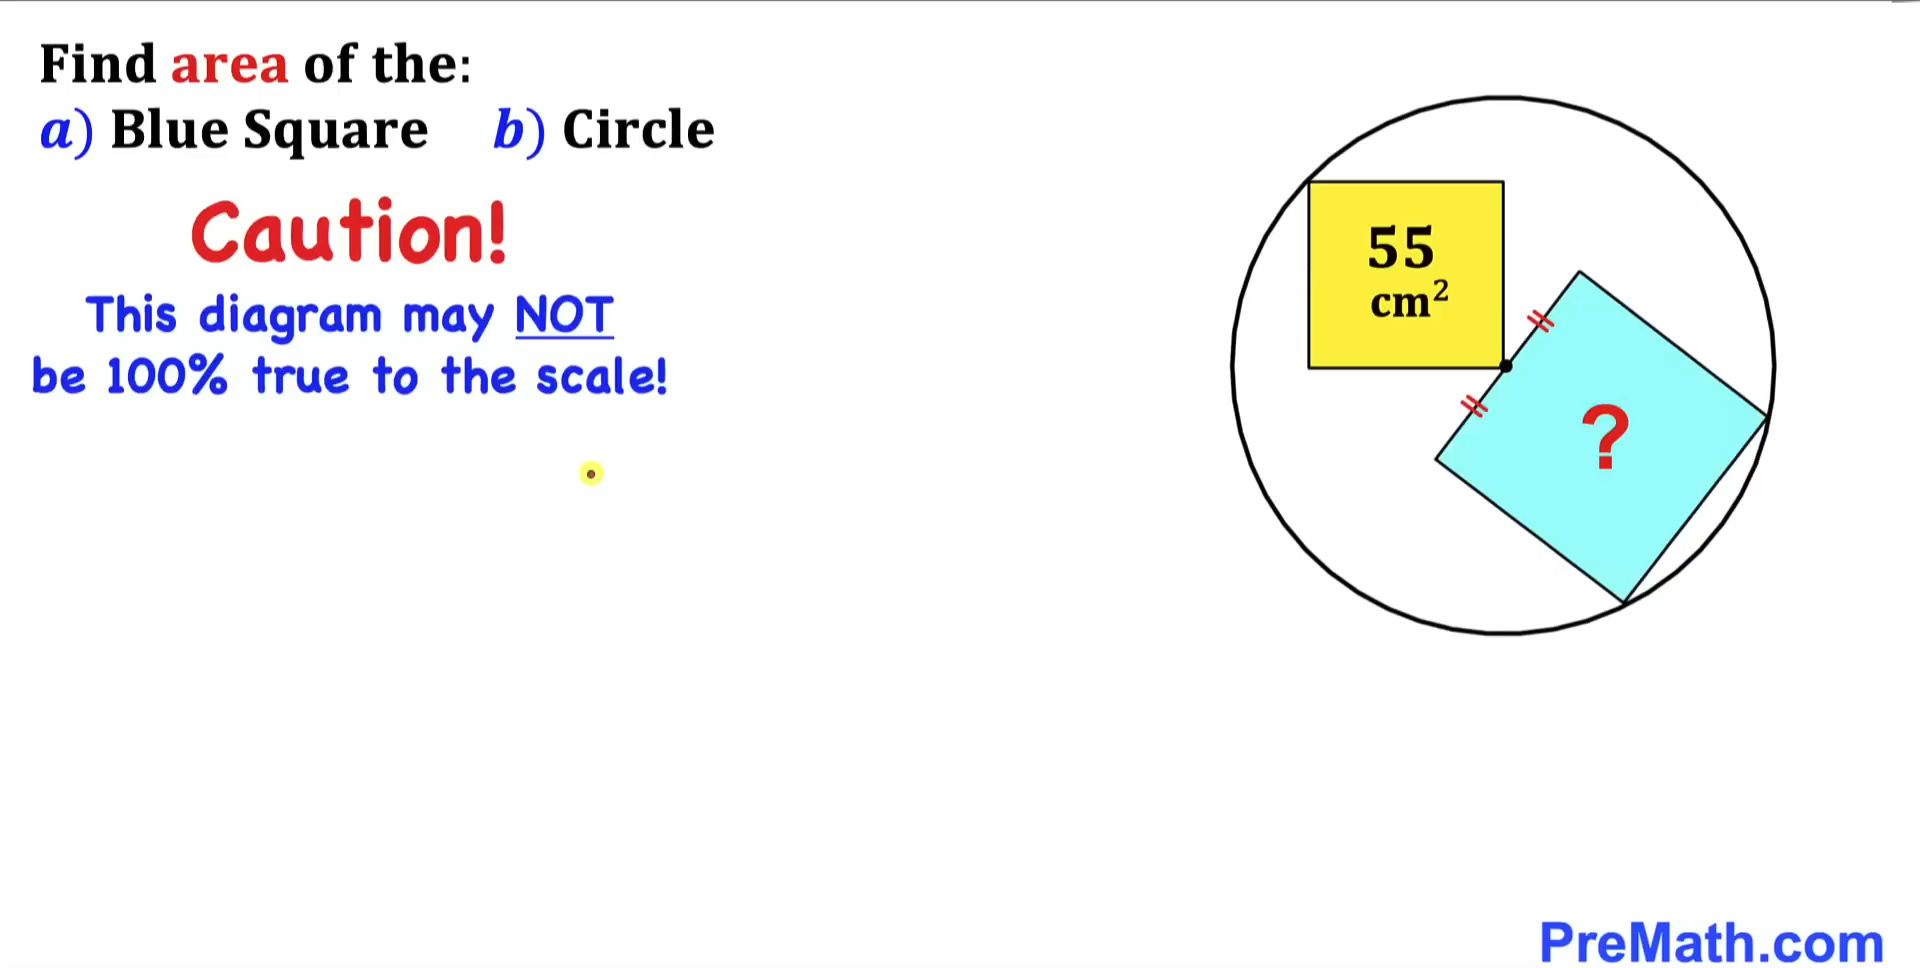 Find area of the:
a) Blue Square b) Circle
Caution!
This diagram may NOT
be 100% true to the scale!
55
cm²
?
PreMath.com